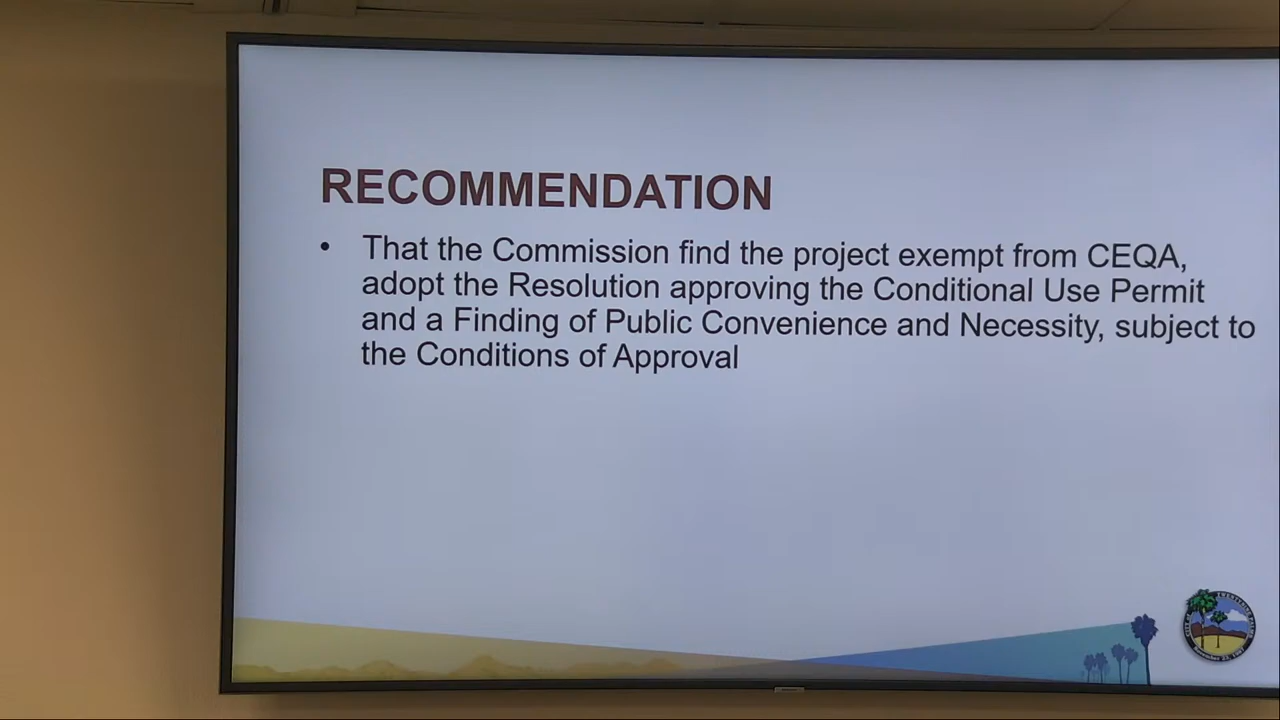 RECOMMENDATION
• That the Commission find the project exempt from CEQA,
adopt the Resolution approving the Conditional Use Permit
and a Finding of Public Convenience and Necessity, subject to
the Conditions of Approval